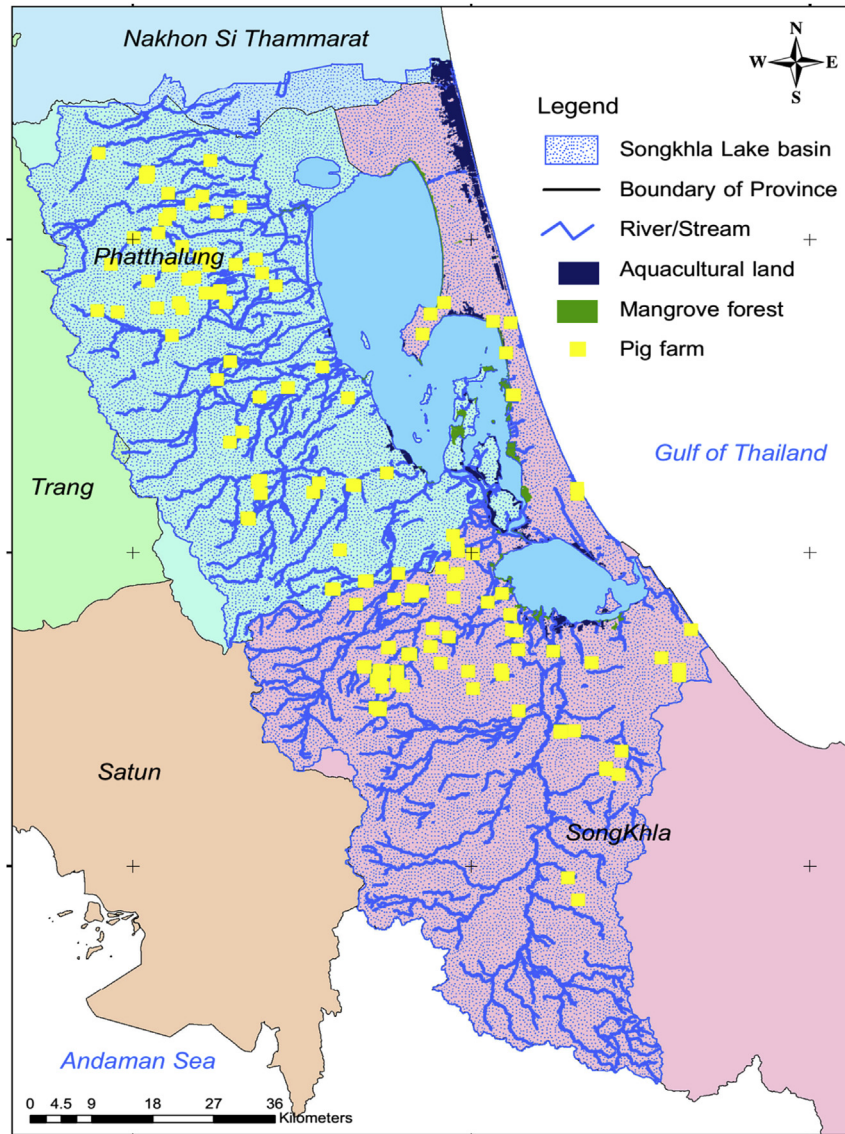 Nakhon Si Thammarat
N
W E
S
Legend
Songkhla Lake basin
Boundary of Province
River/Stream
Aquacultural land
Mangrove forest
Pig farm
Phatthalung
Gulf of Thailand
Trang
Satun
SongKhla
Andaman Sea
0 4.5 9 18 27 36
Kilometers